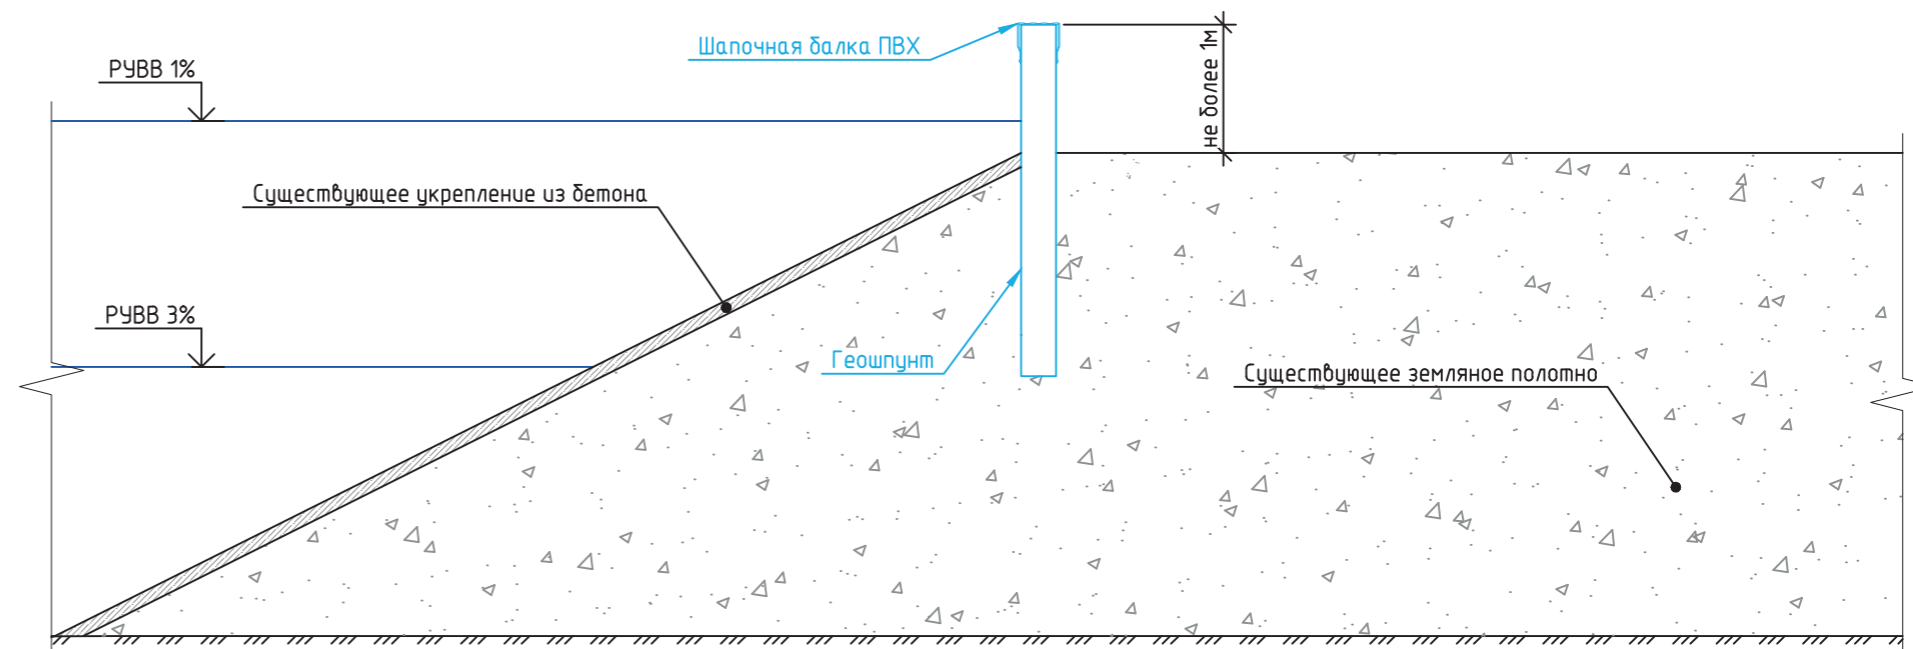 Шапочная балка ПВХ
РУВВ 1%
не более 1м
Существующее укрепление из бетона
РУВВ 3%
Геошпунт
Существующее земляное полотно